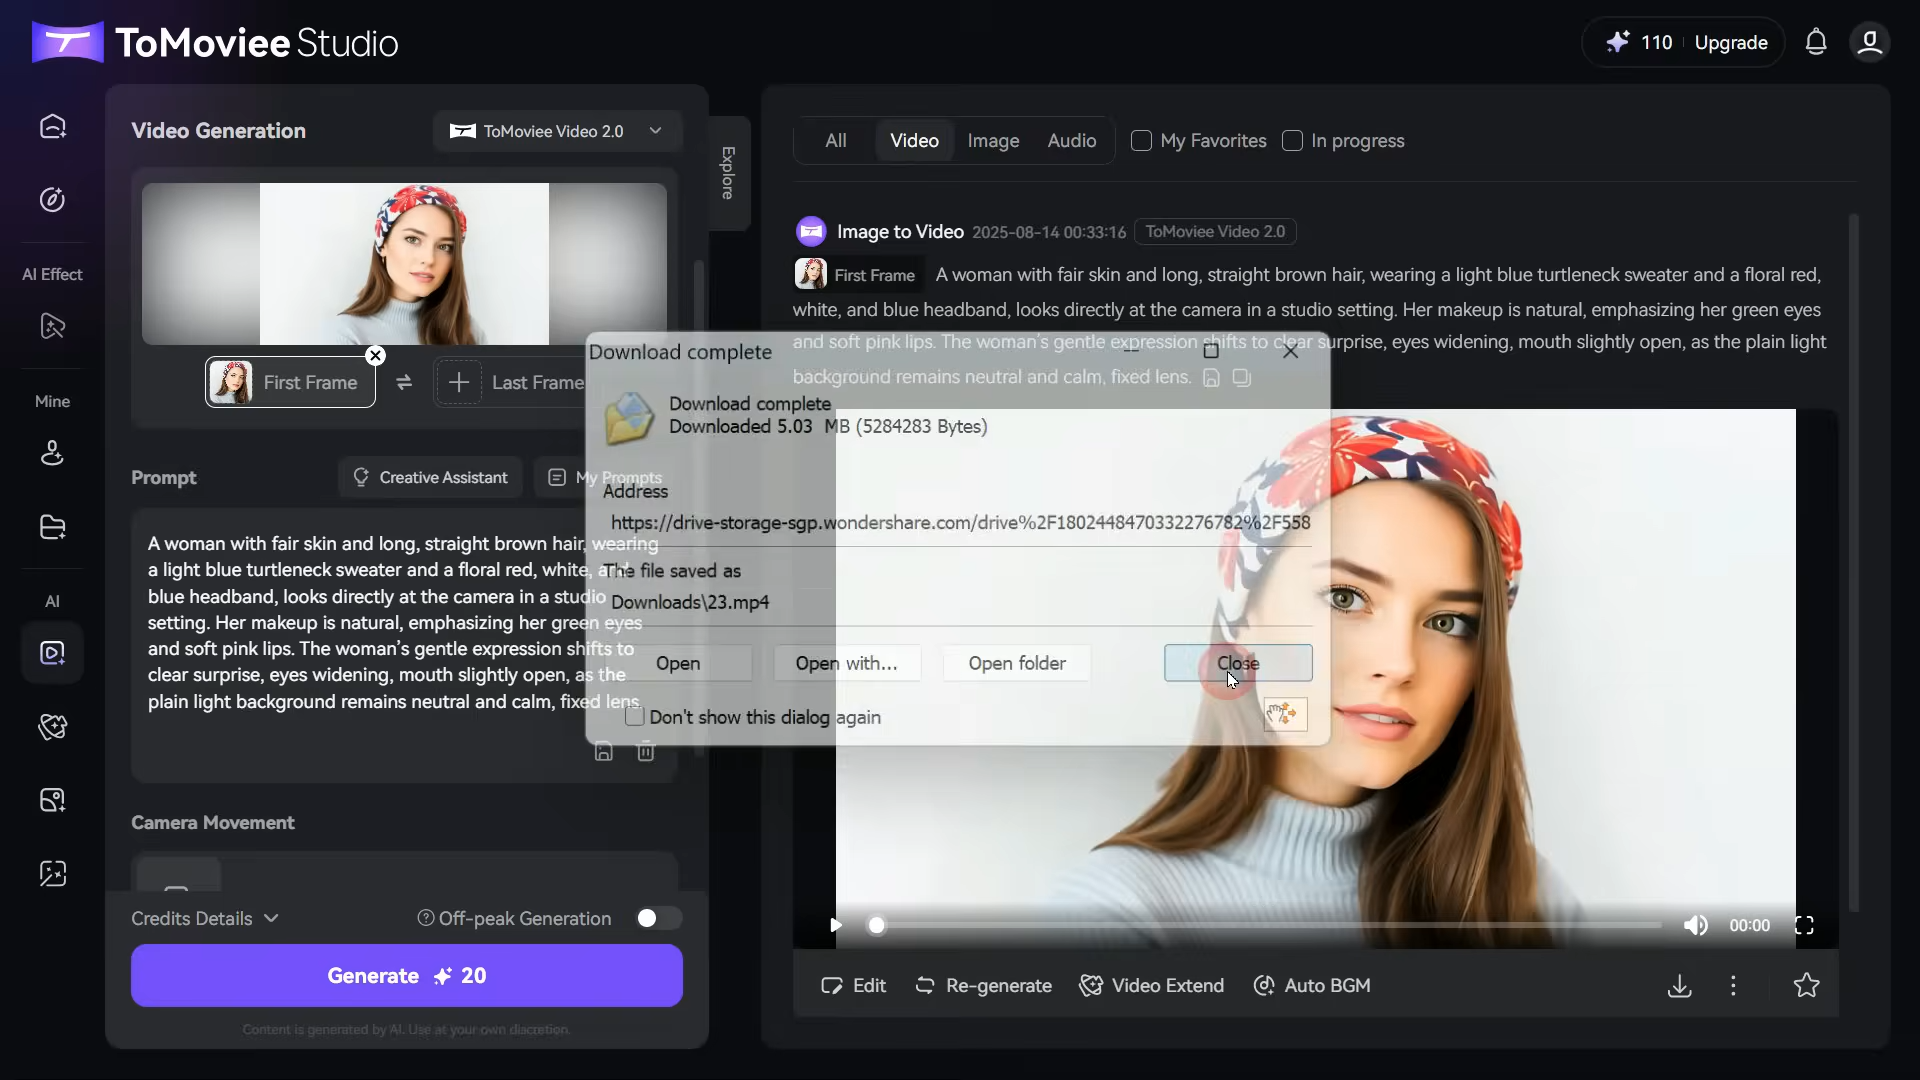 ToMoviee Studio
110 Upgrade
Video Generation
ToMoviee Video 2.0
Explore
First Frame
Last Frame
Prompt
Creative Assistant
My Prompts
A woman with fair skin and long, straight brown hair, wearing
a light blue turtleneck sweater and a floral red, white, and
blue headband, looks directly at the camera in a studio
setting. Her makeup is natural, emphasizing her green eyes
and soft pink lips. The woman's gentle expression shifts to
clear surprise, eyes widening, mouth slightly open, as the
plain light background remains neutral and calm, fixed lens.
Camera Movement
Credits Details
Off-peak Generation
Generate 20
Content is generated by AI. Use at your own discretion.
AI Effect
Mine
AI
All
Video
Image
Audio
My Favorites
In progress
Image to Video 2025-08-14 00:33:16 ToMoviee Video 2.0
First Frame A woman with fair skin and long, straight brown hair, wearing a light blue turtleneck sweater and a floral red,
white, and blue headband, looks directly at the camera in a studio setting. Her makeup is natural, emphasizing her green eyes
and soft pink lips. The woman's gentle expression shifts to clear surprise, eyes widening, mouth slightly open, as the plain light
background remains neutral and calm, fixed lens.
Download complete
Download complete
Downloaded 5.03 MB (5284283 Bytes)
Address
https://drive-storage-sgp.wondershare.com/drive%2F1802448470332276782%2F558
The file saved as
Downloads\23.mp4
Open
Open with...
Open folder
Close
Don't show this dialog again
00:00
Edit
Re-generate
Video Extend
Auto BGM